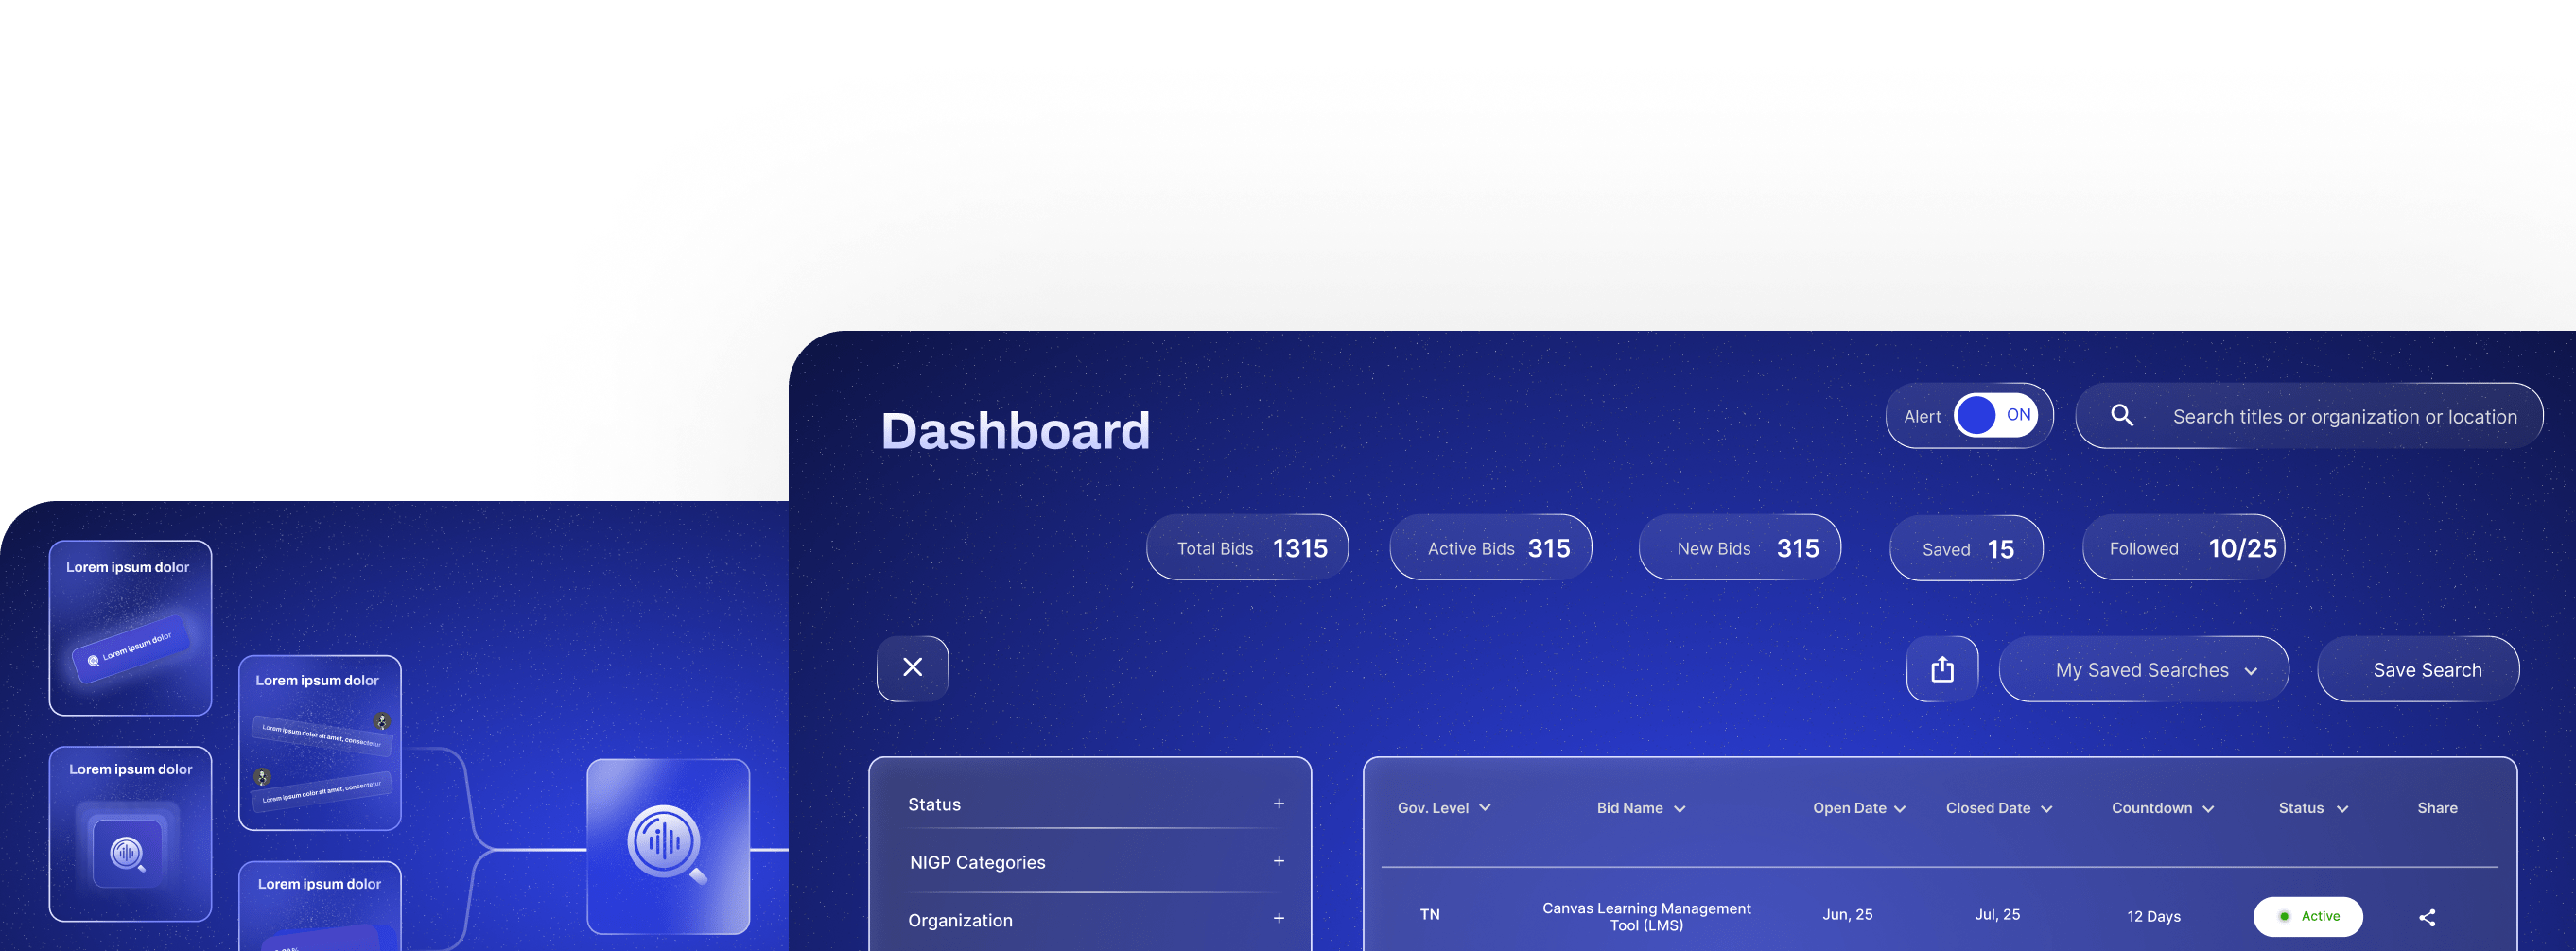 Dashboard
Alert
ON
Search titles or organization or location
Total Bids 1315
Active Bids 315
New Bids 315
Saved 15
Followed 10/25
My Saved Searches
Save Search
Status
NIGP Categories
Organization
Gov. Level
Bid Name
Open Date
Closed Date
Countdown
Status
Share
TN
Canvas Learning Management
Tool (LMS)
Jun, 25
Jul, 25
12 Days
Active
Lorem ipsum dolor
Lorem ipsum dolor
Lorem ipsum dolor
Lorem ipsum dolor sit amet, consectetur
Lorem ipsum dolor sit amet, consectetur
Lorem ipsum dolor
Lorem ipsum dolor